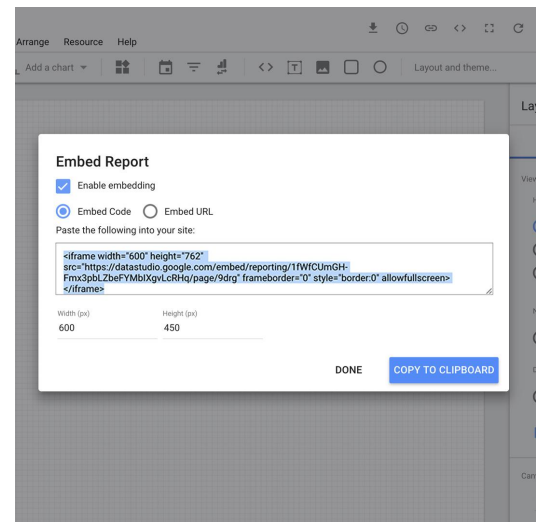 Arrange Resource Help
Add a chart
Layout and theme...
Embed Report
Enable embedding
Embed Code Embed URL
Paste the following into your site:
<iframe width="600" height="762"
src="https://datastudio.google.com/embed/reporting/1fWfCUmGH-
Fmx3pbLZbeFYMbIXgvLcRHq/page/9drg" frameborder="0" style="border:0" allowfullscreen>
</iframe>
Width (px) Height (px)
600 450
DONE COPY TO CLIPBOARD